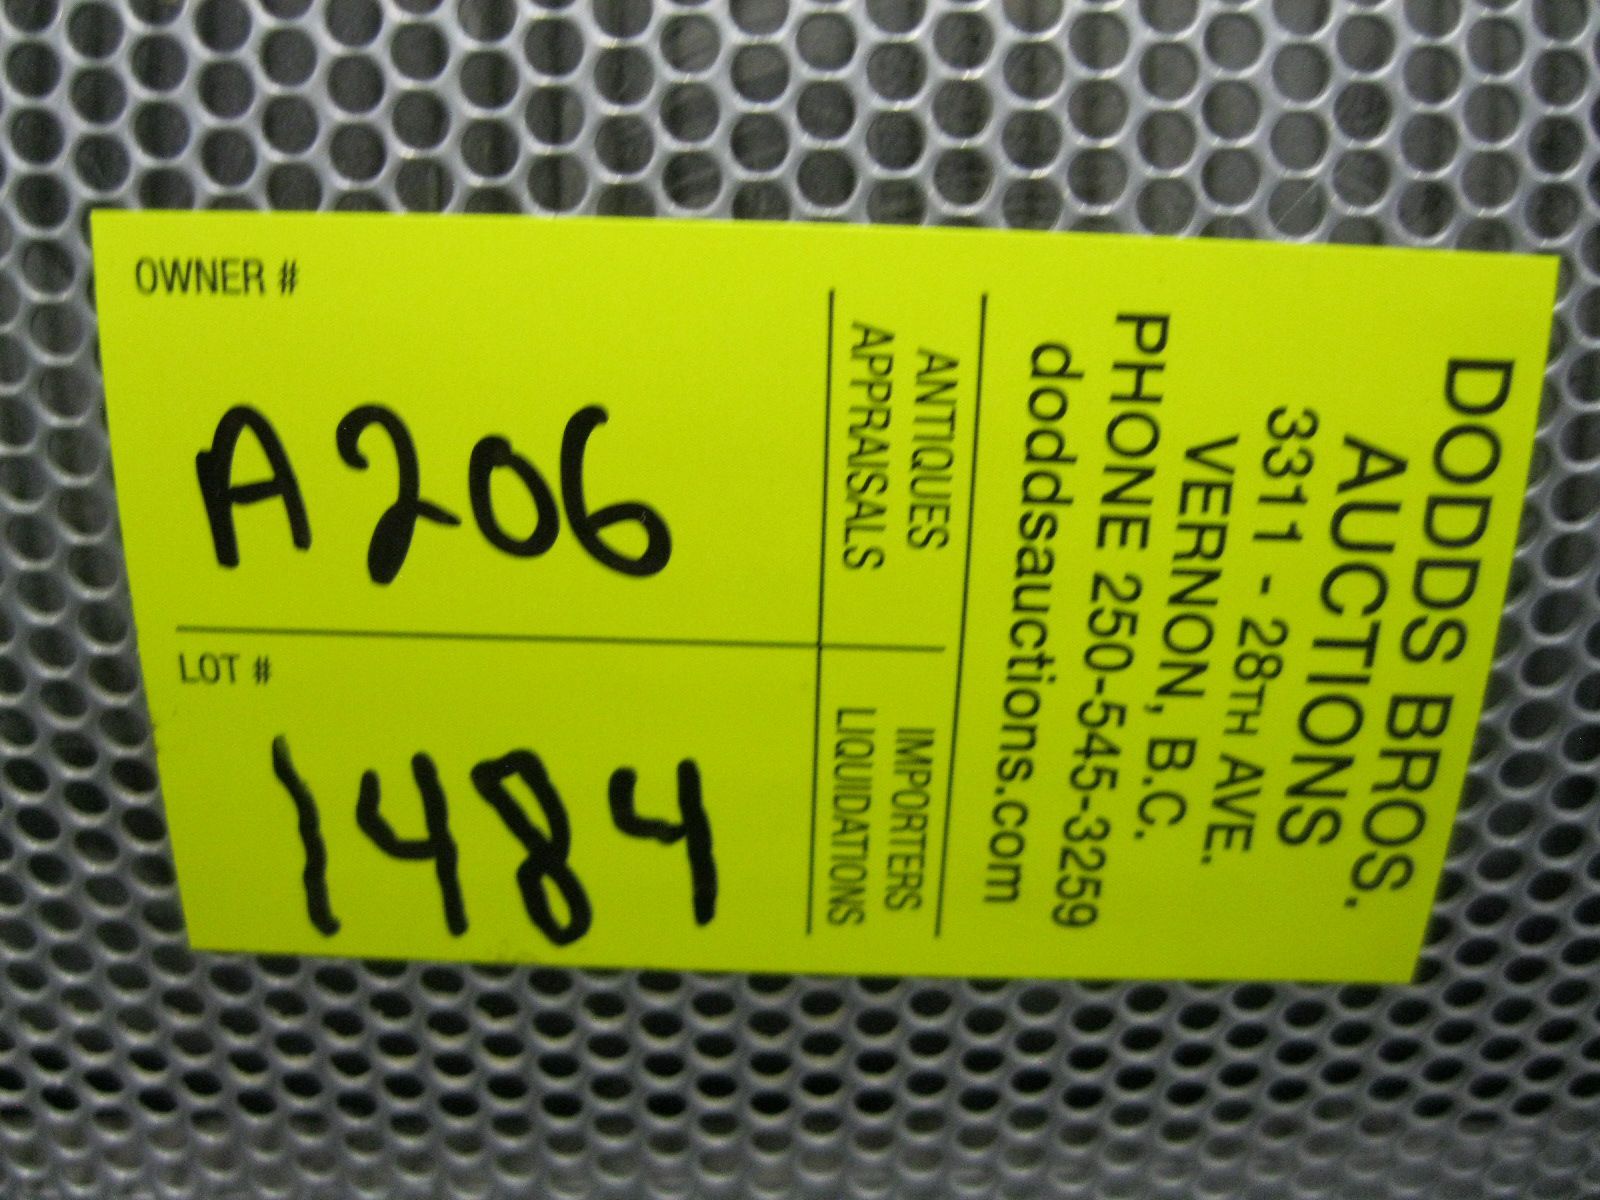 DODDS BROS.
AUCTIONS
3311 - 28TH AVE.
VERNON, B.C.
PHONE 250-545-3259
doddsauctions.com
ANTIQUES
APPRAISALS
IMPORTERS
LIQUIDATIONS
OWNER #
A206
LOT #
1484